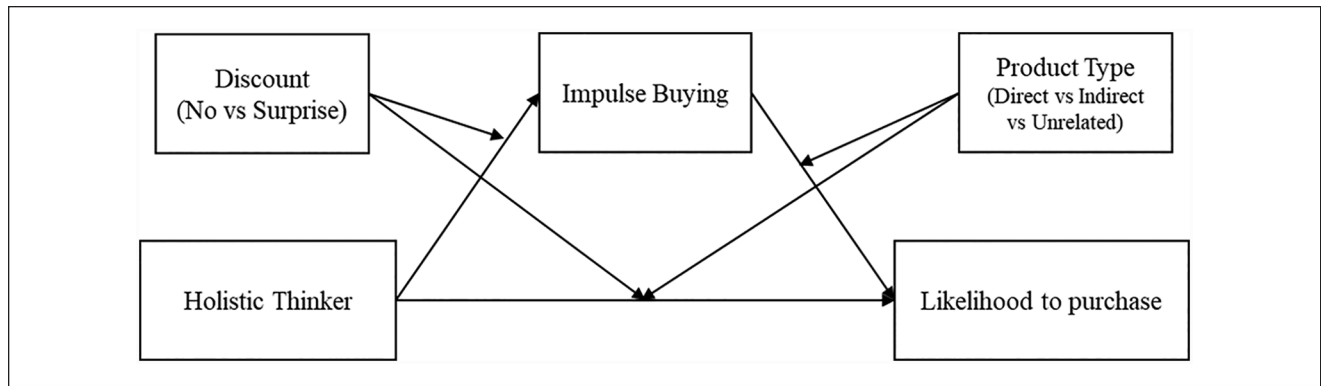 Discount
(No vs Surprise)
Impulse Buying
Product Type
(Direct vs Indirect
vs Unrelated)
Holistic Thinker
Likelihood to purchase